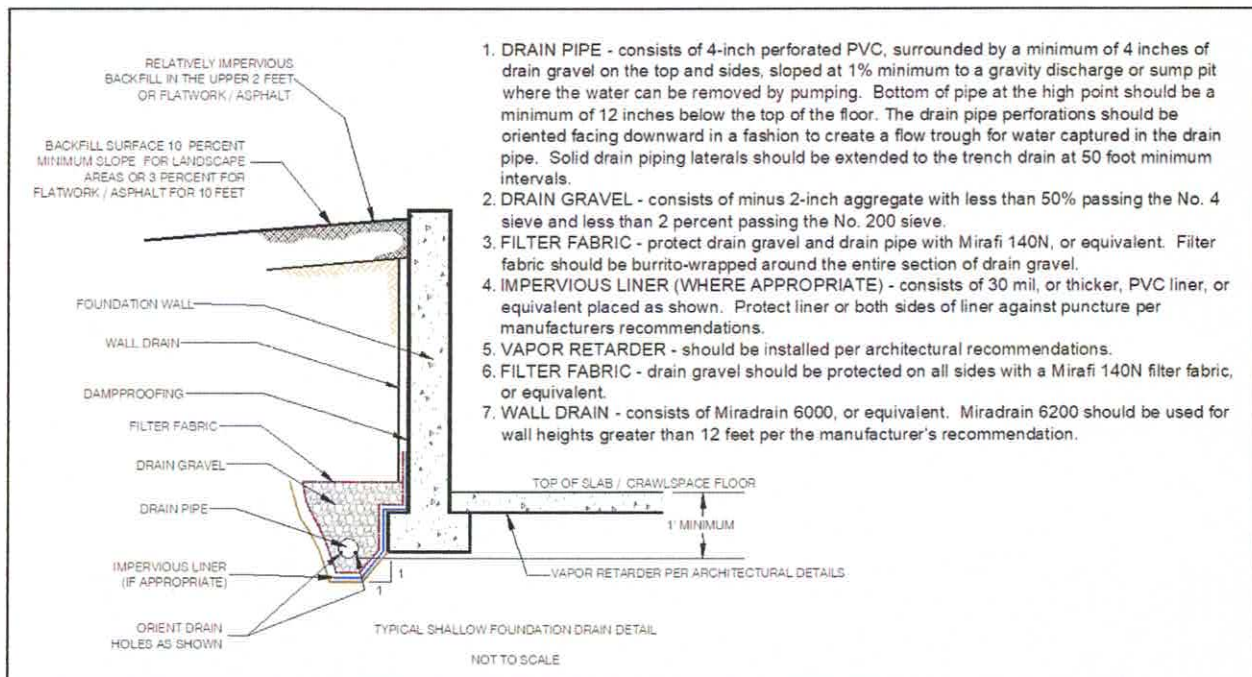 RELATIVELY IMPERVIOUS
BACKFILL IN THE UPPER 2 FEET
OR FLATWORK / ASPHALT
BACKFILL SURFACE 10 PERCENT
MINIMUM SLOPE FOR LANDSCAPE
AREAS OR 3 PERCENT FOR
FLATWORK / ASPHALT FOR 10 FEET
FOUNDATION WALL
WALL DRAIN
DAMPPROOFING
FILTER FABRIC
DRAIN GRAVEL
DRAIN PIPE
IMPERVIOUS LINER
(IF APPROPRIATE)
ORIENT DRAIN
HOLES AS SHOWN
1. DRAIN PIPE - consists of 4-inch perforated PVC, surrounded by a minimum of 4 inches of
drain gravel on the top and sides, sloped at 1% minimum to a gravity discharge or sump pit
where the water can be removed by pumping. Bottom of pipe at the high point should be a
minimum of 12 inches below the top of the floor. The drain pipe perforations should be
oriented facing downward in a fashion to create a flow trough for water captured in the drain
pipe. Solid drain piping laterals should be extended to the trench drain at 50 foot minimum
intervals.
2. DRAIN GRAVEL - consists of minus 2-inch aggregate with less than 50% passing the No. 4
sieve and less than 2 percent passing the No. 200 sieve.
3. FILTER FABRIC - protect drain gravel and drain pipe with Mirafi 140N, or equivalent. Filter
fabric should be burrito-wrapped around the entire section of drain gravel.
4. IMPERVIOUS LINER (WHERE APPROPRIATE) - consists of 30 mil, or thicker, PVC liner, or
equivalent placed as shown. Protect liner or both sides of liner against puncture per
manufacturers recommendations.
5. VAPOR RETARDER - should be installed per architectural recommendations.
6. FILTER FABRIC - drain gravel should be protected on all sides with a Mirafi 140N filter fabric,
or equivalent.
7. WALL DRAIN - consists of Miradrain 6000, or equivalent. Miradrain 6200 should be used for
wall heights greater than 12 feet per the manufacturer's recommendation.
TOP OF SLAB / CRAWLSPACE FLOOR
1' MINIMUM
VAPOR RETARDER PER ARCHITECTURAL DETAILS
1
1
TYPICAL SHALLOW FOUNDATION DRAIN DETAIL
NOT TO SCALE